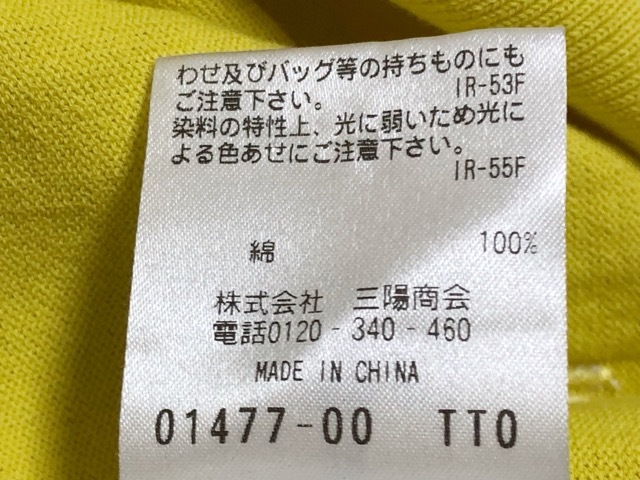 わせ及びバッグ等の持ちものにも
ご注意下さい。 IR-53F
染料の特性上、光に弱いため光に
よる色あせにご注意下さい。
IR-55F
綿 100%
株式会社 三陽商会
電話0120-340-460
MADE IN CHINA
01477-00 TTO